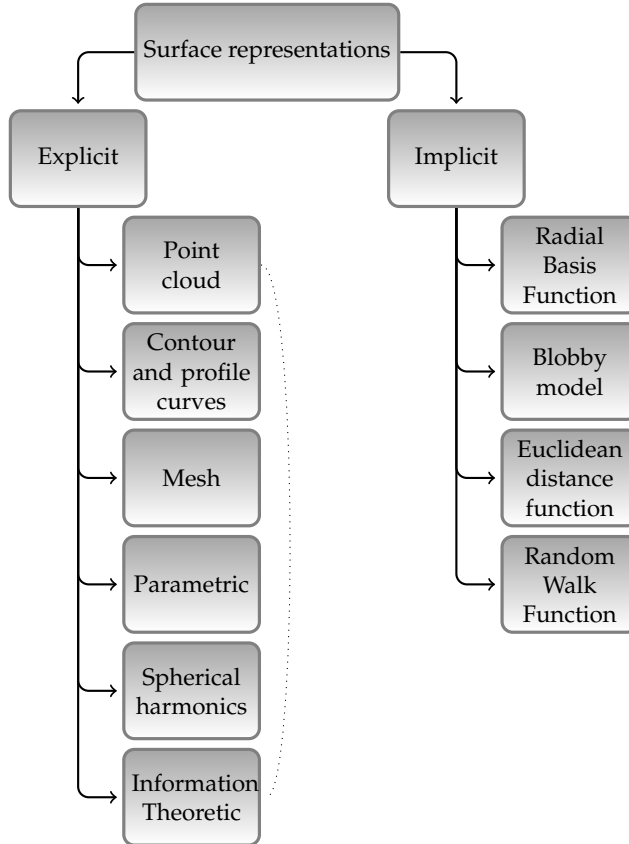 Surface representations
Explicit
Implicit
Point
cloud
Contour
and profile
curves
Mesh
Parametric
Spherical
harmonics
Information
Theoretic
Radial
Basis
Function
Blobby
model
Euclidean
distance
function
Random
Walk
Function